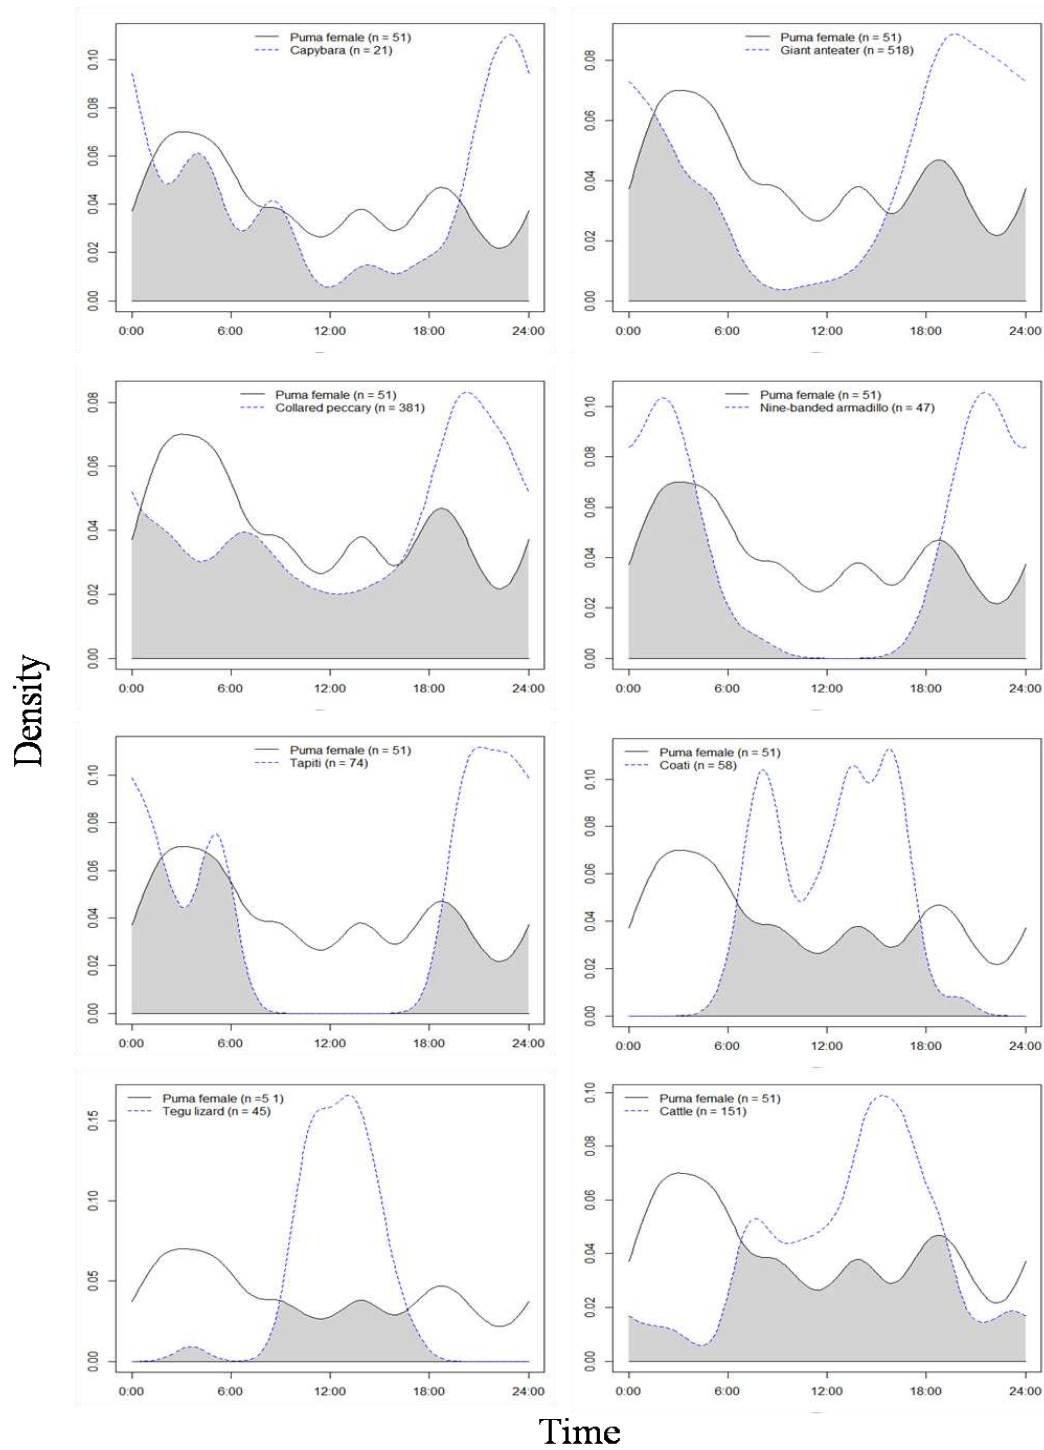 Puma female (n = 51)
Capybara (n = 21)
0.00 0.02 0.04 0.06 0.08 0.10
0:00 6:00 12:00 18:00 24:00
Puma female (n = 51)
Giant anteater (n = 518)
0.00 0.02 0.04 0.06 0.08
0:00 6:00 12:00 18:00 24:00
Puma female (n = 51)
Collared peccary (n = 381)
0.00 0.02 0.04 0.06 0.08
0:00 6:00 12:00 18:00 24:00
Puma female (n = 51)
Nine-banded armadillo (n = 47)
0.00 0.02 0.04 0.06 0.08 0.10
0:00 6:00 12:00 18:00 24:00
Density
Puma female (n = 51)
Tapiti (n = 74)
0.00 0.02 0.04 0.06 0.08 0.10
0:00 6:00 12:00 18:00 24:00
Puma female (n = 51)
Coati (n = 58)
0.00 0.02 0.04 0.06 0.08 0.10
0:00 6:00 12:00 18:00 24:00
Puma female (n =5 1)
Tegu lizard (n = 45)
0.00 0.05 0.10 0.15
0:00 6:00 12:00 18:00 24:00
Puma female (n = 51)
Cattle (n = 151)
0.00 0.02 0.04 0.06 0.08 0.10
0:00 6:00 12:00 18:00 24:00
Time